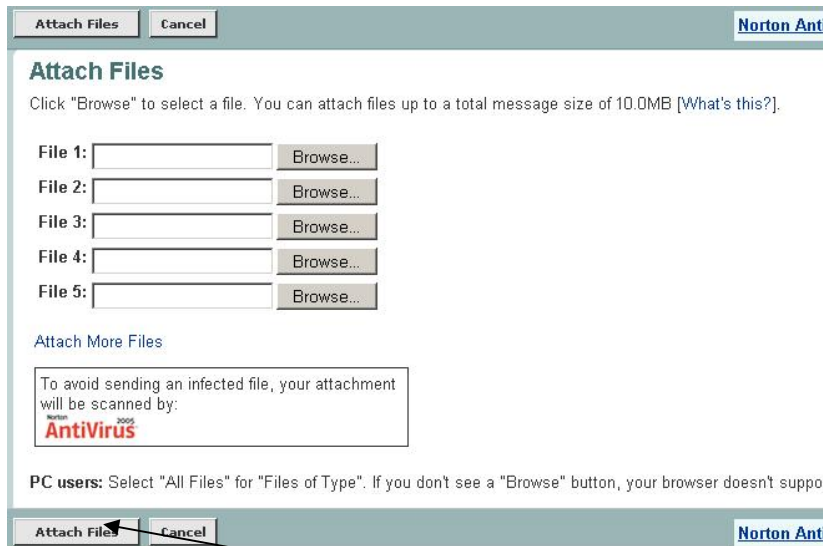 Attach Files Cancel Norton Anti
Attach Files
Click "Browse" to select a file. You can attach files up to a total message size of 10.0MB [What's this?].
File 1: Browse...
File 2: Browse...
File 3: Browse...
File 4: Browse...
File 5: Browse...
Attach More Files
To avoid sending an infected file, your attachment
will be scanned by:
Norton 2005
AntiVirus
PC users: Select "All Files" for "Files of Type". If you don't see a "Browse" button, your browser doesn't suppo
Attach Files Cancel Norton Anti